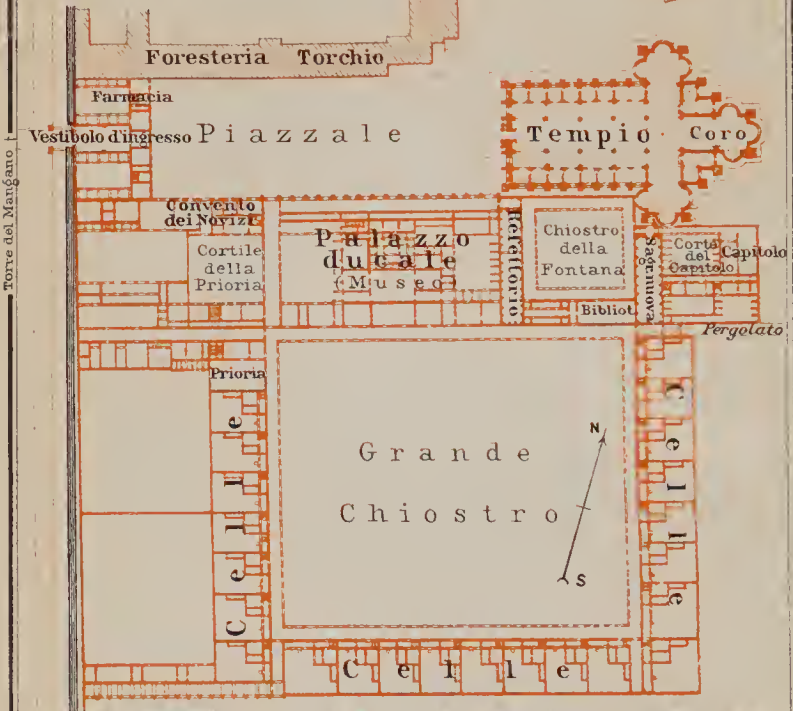 Foresteria Torchio
Farmacia
Vestibolo d'ingresso
Piazzale
Tempio
Coro
Torre del Mangano
Convento
dei Novizi
Cortile
della
Prioria
Palazzo
ducale
(Museo)
Refettorio
Chiostro
della
Fontana
Bibliot.
Sag. nuova
Corte
del
Capitolo
Capitolo
Pergolato
Prioria
Celle
Grande
Chiostro
N
S
Celle
Celle